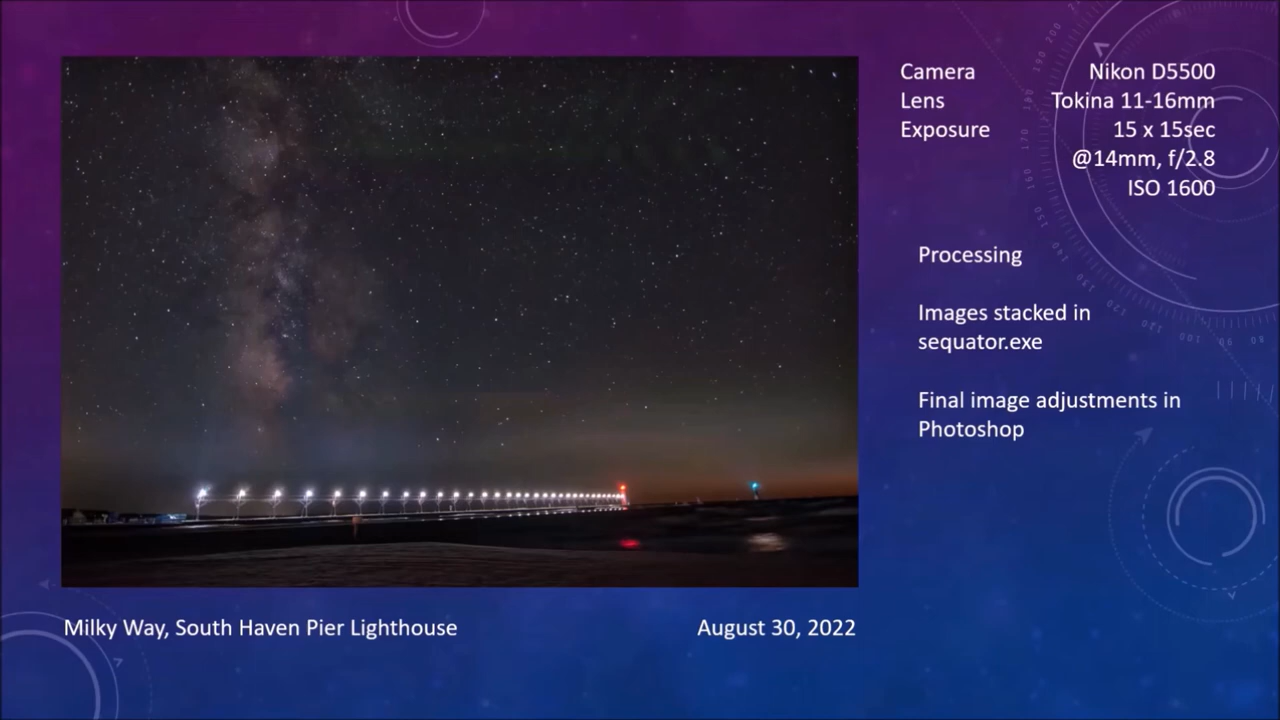 Camera Nikon D5500
Lens Tokina 11-16mm
Exposure 15 x 15sec
@14mm, f/2.8
ISO 1600
Processing
Images stacked in
sequator.exe
Final image adjustments in
Photoshop
Milky Way, South Haven Pier Lighthouse August 30, 2022